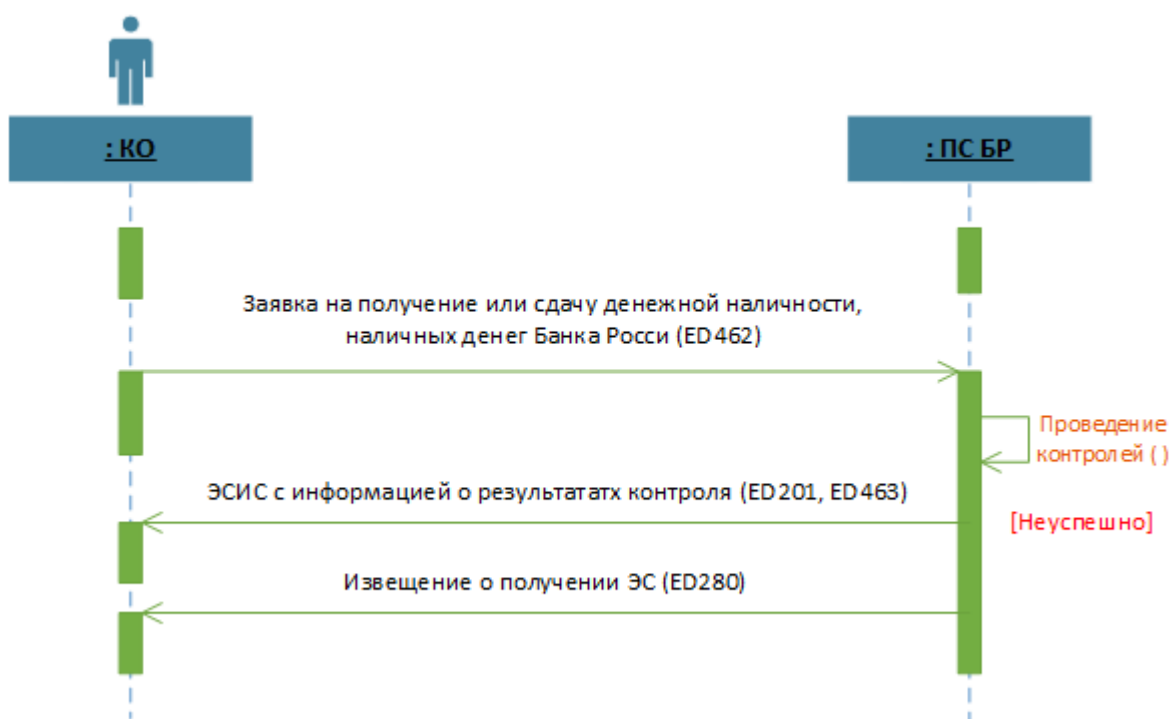 : КО
: ПС БР
Заявка на получение или сдачу денежной наличности,
наличных денег Банка Росси (ED462)
Проведение
контролей ( )
ЭСИС с информацией о результататх контроля (ED201, ED463)
[Неуспешно]
Извещение о получении ЭС (ED280)